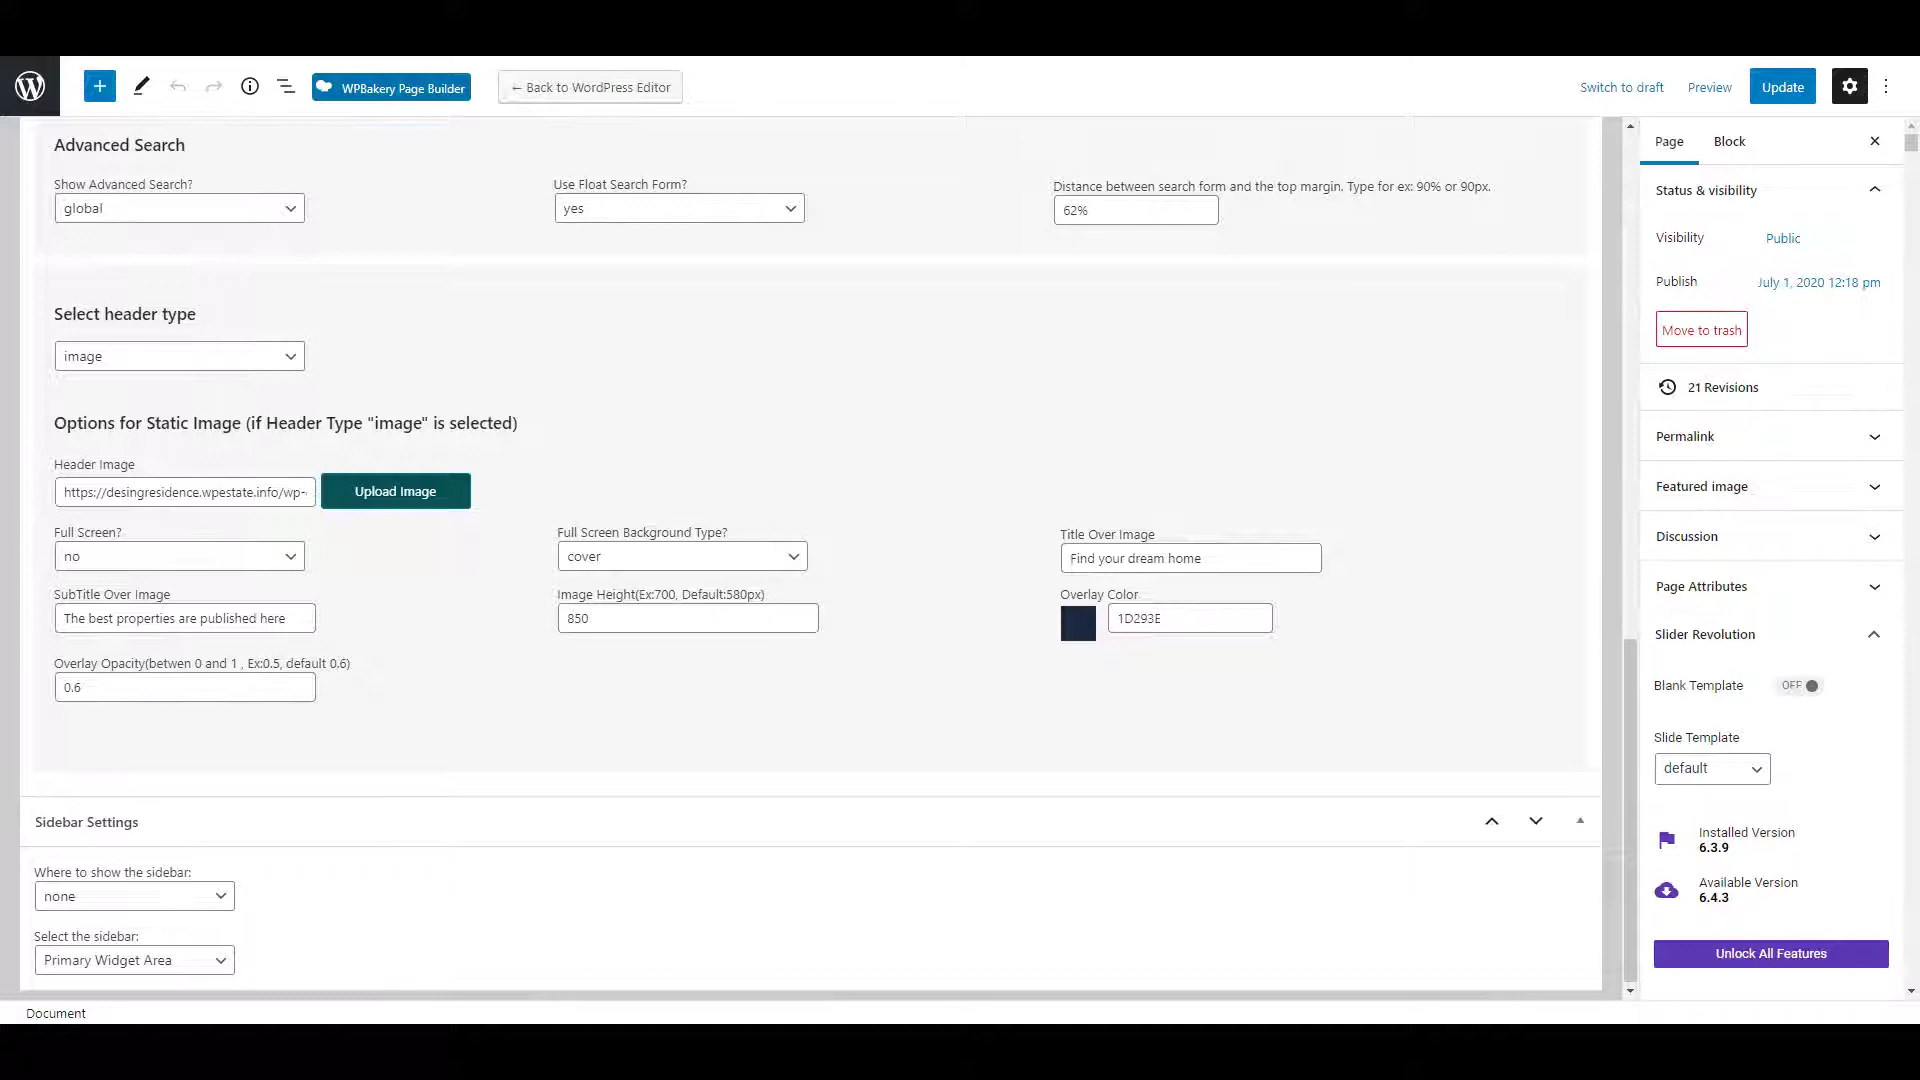 WPBakery Page Builder
← Back to WordPress Editor
Switch to draft
Preview
Update
Advanced Search
Show Advanced Search?
global
Use Float Search Form?
yes
Distance between search form and the top margin. Type for ex: 90% or 90px.
62%
Select header type
image
Options for Static Image (if Header Type "image" is selected)
Header Image
https://desingresidence.wpestate.info/wp-
Upload Image
Full Screen?
no
Full Screen Background Type?
cover
Title Over Image
Find your dream home
SubTitle Over Image
The best properties are published here
Image Height(Ex:700, Default:580px)
850
Overlay Color
1D293E
Overlay Opacity(betwen 0 and 1 , Ex:0.5, default 0.6)
0.6
Sidebar Settings
Where to show the sidebar:
none
Select the sidebar:
Primary Widget Area
Document
Page
Block
Status & visibility
Visibility
Public
Publish
July 1, 2020 12:18 pm
Move to trash
21 Revisions
Permalink
Featured image
Discussion
Page Attributes
Slider Revolution
Blank Template
OFF
Slide Template
default
Installed Version
6.3.9
Available Version
6.4.3
Unlock All Features